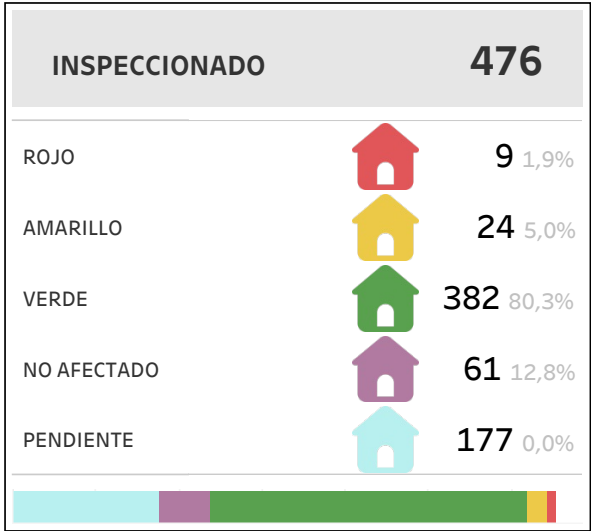 INSPECCIONADO 476
ROJO 9 1,9%
AMARILLO 24 5,0%
VERDE 382 80,3%
NO AFECTADO 61 12,8%
PENDIENTE 177 0,0%